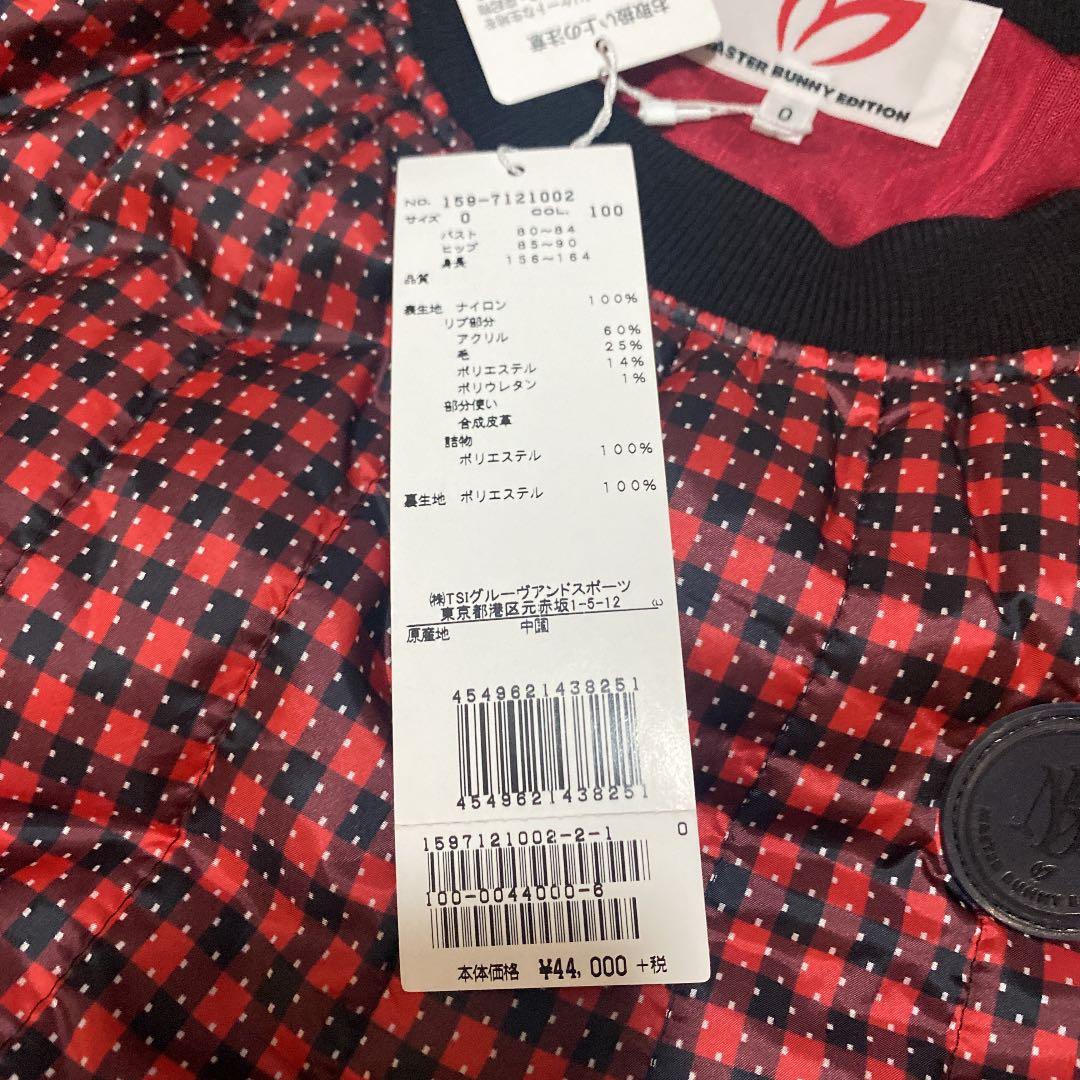 お取扱い上の注意
MASTER BUNNY EDITION
0
NO. 159-7121002
サイズ 0 COL. 100
バスト 80〜84
ヒップ 85〜90
身長 156〜164
品質
表生地 ナイロン 100%
リブ部分
アクリル 60%
毛 25%
ポリエステル 14%
ポリウレタン 1%
部分使い
合成皮革
詰物
ポリエステル 100%
裏生地 ポリエステル 100%
㈱TSIグルーヴアンドスポーツ
東京都港区元赤坂1-5-12 ω
原産地 中国
4549621438251
4549621438251
1597121002-2-1 0
100-0044000-6
本体価格 ¥44,000 +税
MASTER BUNNY